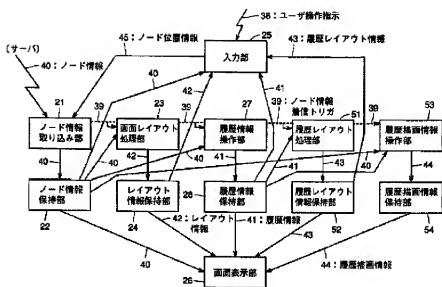 38：ユーザ操作指示
25
45：ノード位置情報
43：履歴レイアウト情報
(サーバ)
入力部
40：ノード情報
42
40
41
21
39
23
39
27
39：ノード情報着信トリガ
51
39
53
ノード情報取り込み部
画面レイアウト処理部
履歴情報操作部
履歴レイアウト処理部
履歴描画情報操作部
40
40
42
40
41
41
43
40
44
ノード情報保持部
レイアウト情報保持部
履歴情報保持部
履歴レイアウト情報保持部
履歴描画情報保持部
22
24
28
52
54
42：レイアウト情報
41：履歴情報
40
43
44：履歴描画情報
画面表示部
26